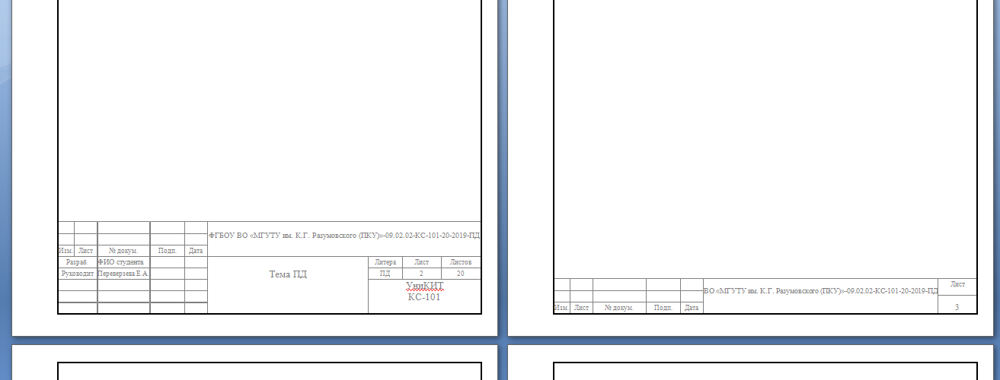 ФГБОУ ВО «МГУТУ им. К.Г. Разумовского (ПКУ)»-09.02.02-КС-101-20-2019-ПД
Изм. Лист № докум. Подп. Дата
Разраб. ФИО студента
Руководит Переверзева Е.А.
Тема ПД
Литера Лист Листов
ПД 2 20
УниКИТ
КС-101
ВО «МГУТУ им. К.Г. Разумовского (ПКУ)»-09.02.02-КС-101-20-2019-ПД
Изм. Лист № докум. Подп. Дата
Лист
3